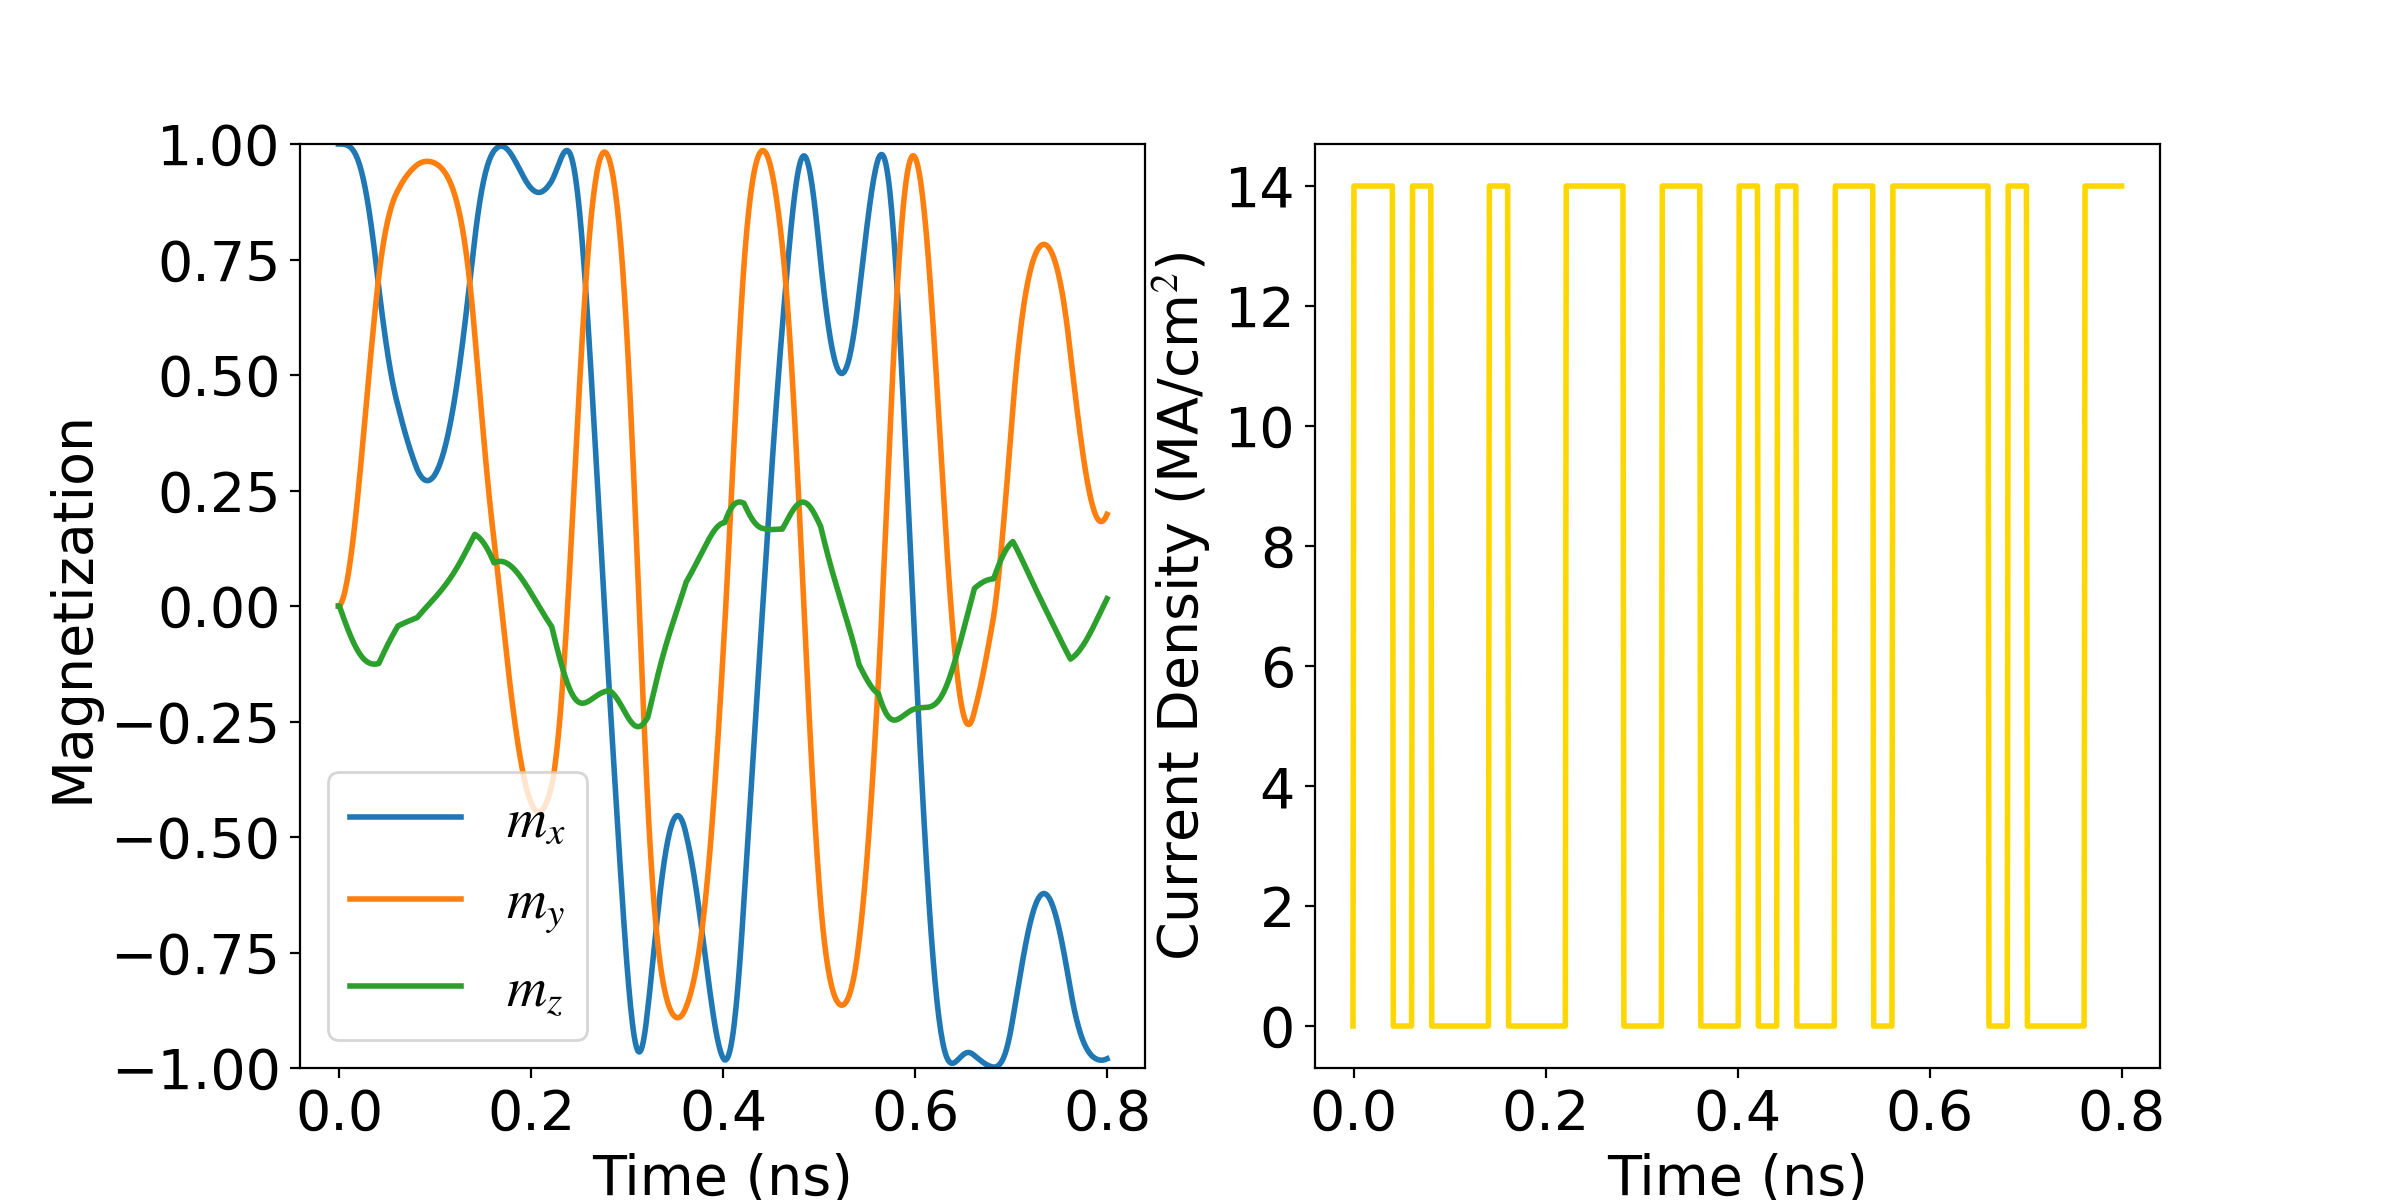 1.00
0.75
0.50
0.25
0.00
−0.25
−0.50
−0.75
−1.00
Magnetization
m_x
m_y
m_z
0.0 0.2 0.4 0.6 0.8
Time (ns)
14
12
10
8
6
4
2
0
Current Density (MA/cm²)
0.0 0.2 0.4 0.6 0.8
Time (ns)